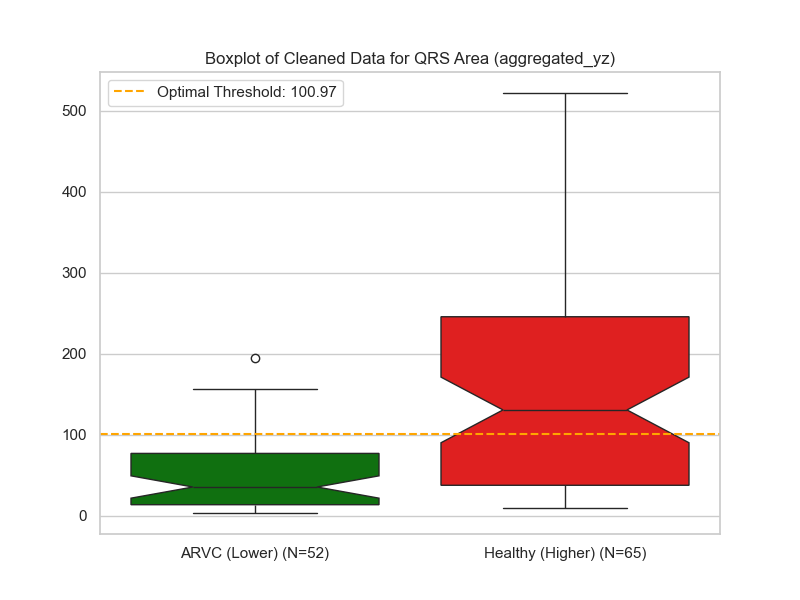 Boxplot of Cleaned Data for QRS Area (aggregated_yz)
Optimal Threshold: 100.97
500
400
300
200
100
0
ARVC (Lower) (N=52)
Healthy (Higher) (N=65)